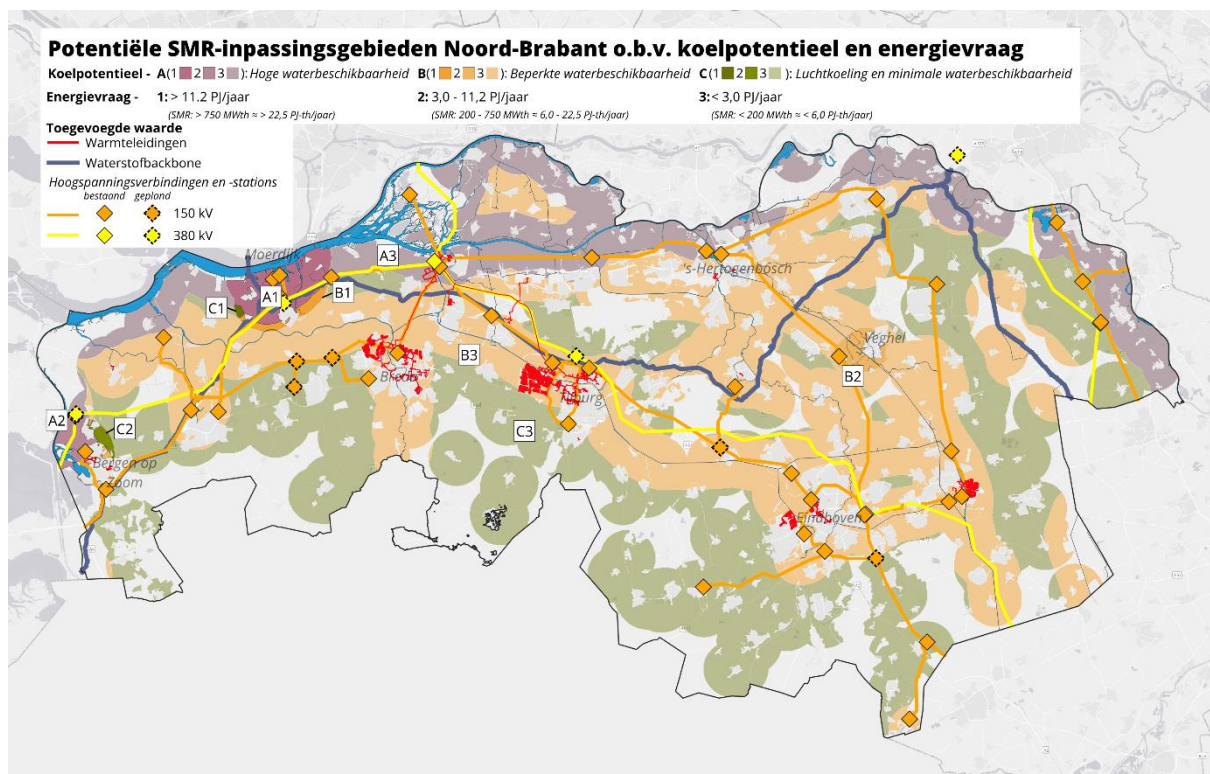 Potentiële SMR-inpassingsgebieden Noord-Brabant o.b.v. koelpotentieel en energievraag
Koelpotentieel - A (1 2 3 ): Hoge waterbeschikbaarheid B (1 2 3 ): Beperkte waterbeschikbaarheid C (1 2 3 ): Luchtkoeling en minimale waterbeschikbaarheid
Energievraag - 1: > 11.2 PJ/jaar 2: 3,0 - 11,2 PJ/jaar 3: < 3,0 PJ/jaar
(SMR: > 750 MWth ≈ > 22,5 PJ-th/jaar) (SMR: 200 - 750 MWth ≈ 6,0 - 22,5 PJ-th/jaar) (SMR: < 200 MWth ≈ < 6,0 PJ-th/jaar)
Toegevoegde waarde
Warmteleidingen
Waterstofbackbone
Hoogspanningsverbindingen en -stations
bestaand gepland
150 kV
380 kV
Moerdijk
A3
's-Hertogenbosch
A1
B1
C1
Veghel
B3
B2
Breda
Tilburg
A2
C2
C3
Bergen op
Zoom
Eindhoven